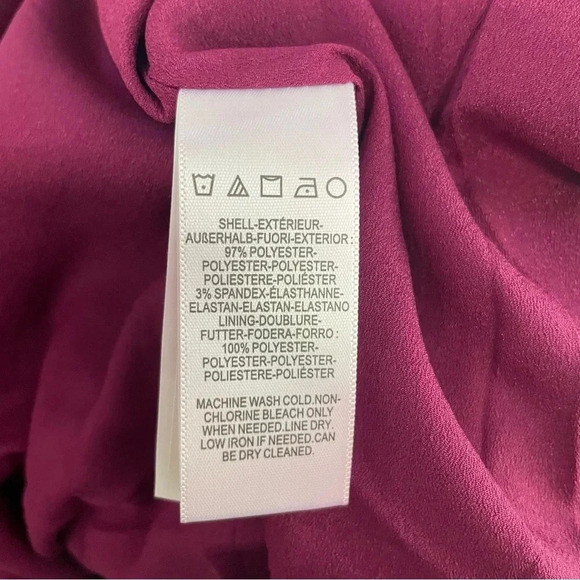 SHELL-EXTÉRIEUR-
AUßERHALB-FUORI-EXTERIOR :
97% POLYESTER-
POLYESTER-POLYESTER-
POLIESTERE-POLIÉSTER
3% SPANDEX-ÉLASTHANNE-
ELASTAN-ELASTAN-ELASTANO
LINING-DOUBLURE-
FUTTER-FODERA-FORRO :
100% POLYESTER-
POLYESTER-POLYESTER-
POLIESTERE-POLIÉSTER
MACHINE WASH COLD.NON-
CHLORINE BLEACH ONLY
WHEN NEEDED.LINE DRY.
LOW IRON IF NEEDED.CAN
BE DRY CLEANED.